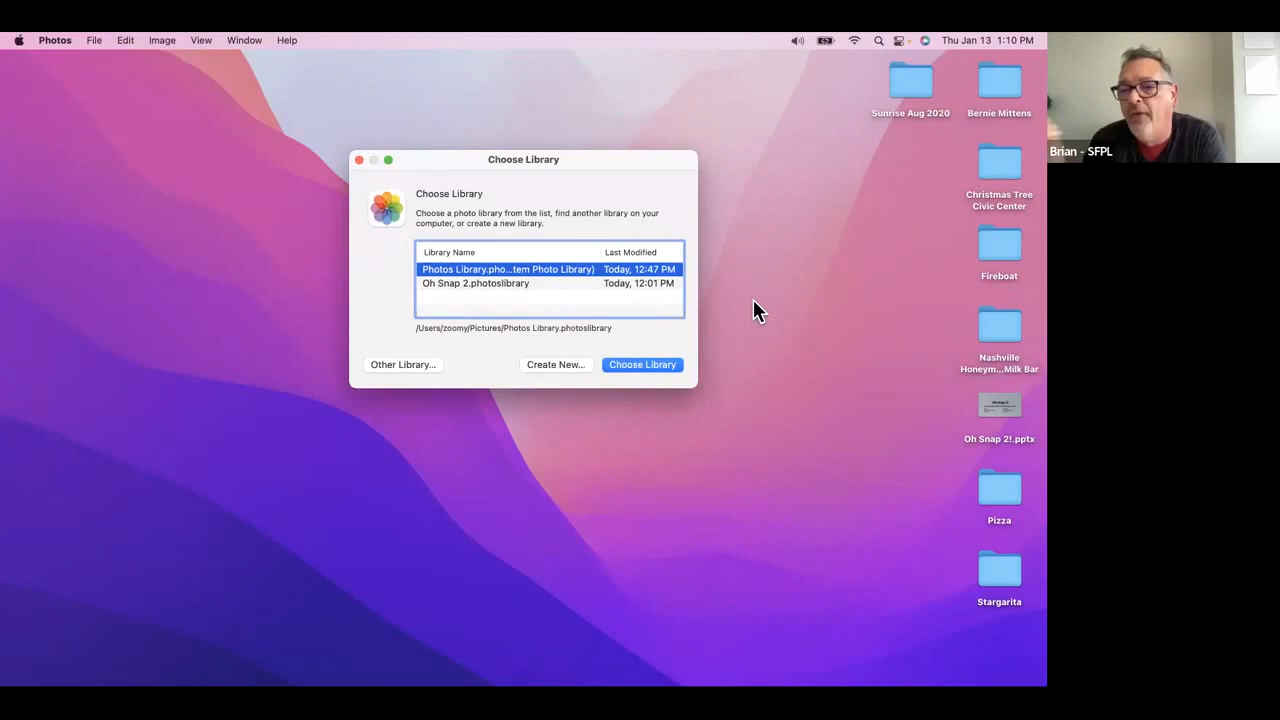 Photos File Edit Image View Window Help
Thu Jan 13 1:10 PM
Choose Library
Choose Library
Choose a photo library from the list, find another library on your
computer, or create a new library.
Library Name Last Modified
Photos Library.pho...tem Photo Library) Today, 12:47 PM
Oh Snap 2.photoslibrary Today, 12:01 PM
/Users/zoomy/Pictures/Photos Library.photoslibrary
Other Library... Create New... Choose Library
Sunrise Aug 2020
Bernie Mittens
Christmas Tree
Civic Center
Fireboat
Nashville
Honeym...Milk Bar
Oh Snap 2!.pptx
Pizza
Stargarita
Brian - SFPL